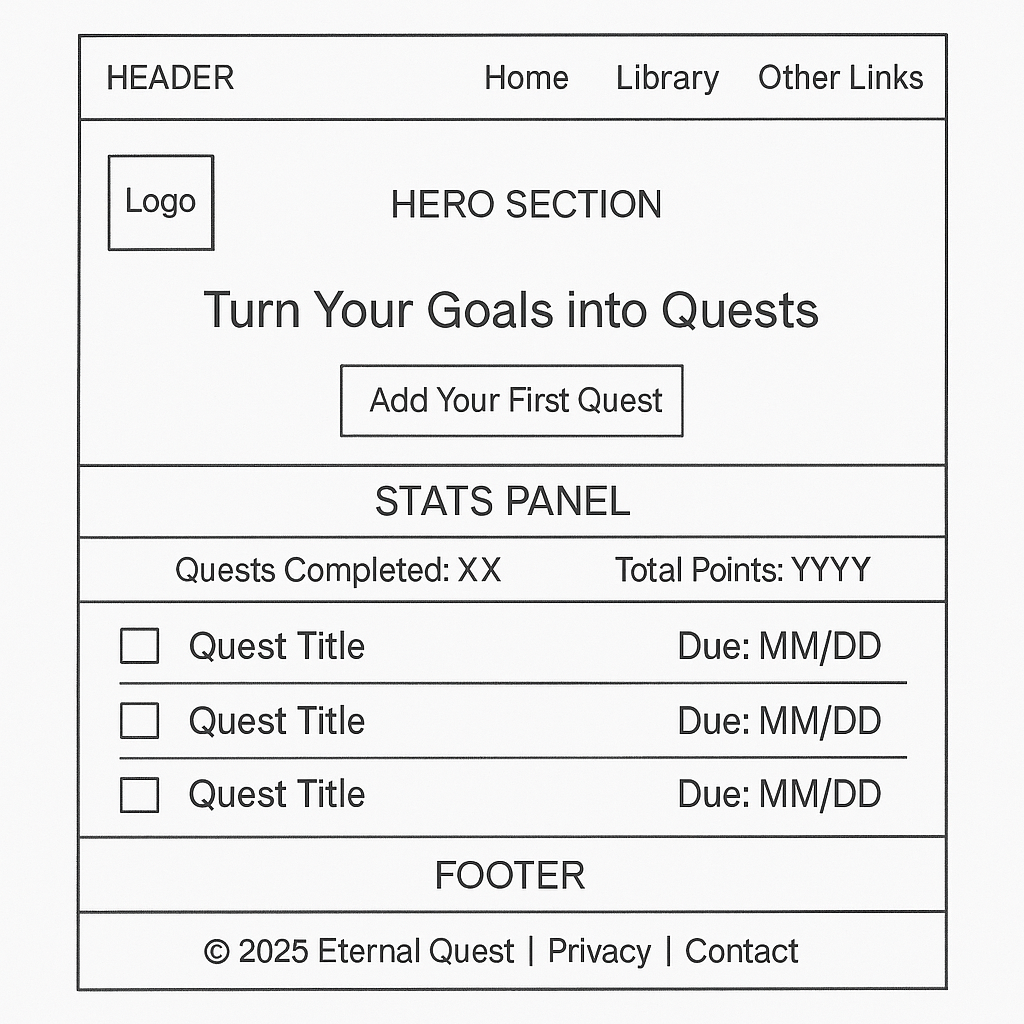 HEADER Home Library Other Links
Logo
HERO SECTION
Turn Your Goals into Quests
Add Your First Quest
STATS PANEL
Quests Completed: XX Total Points: YYYY
Quest Title Due: MM/DD
Quest Title Due: MM/DD
Quest Title Due: MM/DD
FOOTER
© 2025 Eternal Quest | Privacy | Contact